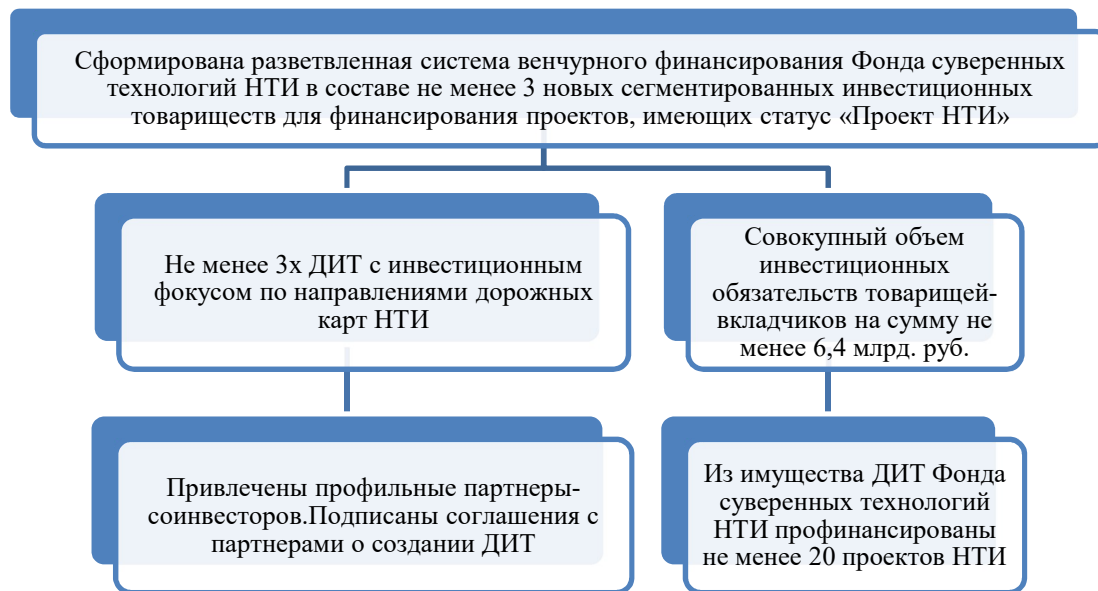 Сформирована разветвленная система венчурного финансирования Фонда суверенных
технологий НТИ в составе не менее 3 новых сегментированных инвестиционных
товариществ для финансирования проектов, имеющих статус «Проект НТИ»
Не менее 3х ДИТ с инвестиционным
фокусом по направлениями дорожных
карт НТИ
Совокупный объем
инвестиционных
обязательств товарищей-
вкладчиков на сумму не
менее 6,4 млрд. руб.
Привлечены профильные партнеры-
соинвесторов.Подписаны соглашения с
партнерами о создании ДИТ
Из имущества ДИТ Фонда
суверенных технологий
НТИ профинансированы
не менее 20 проектов НТИ